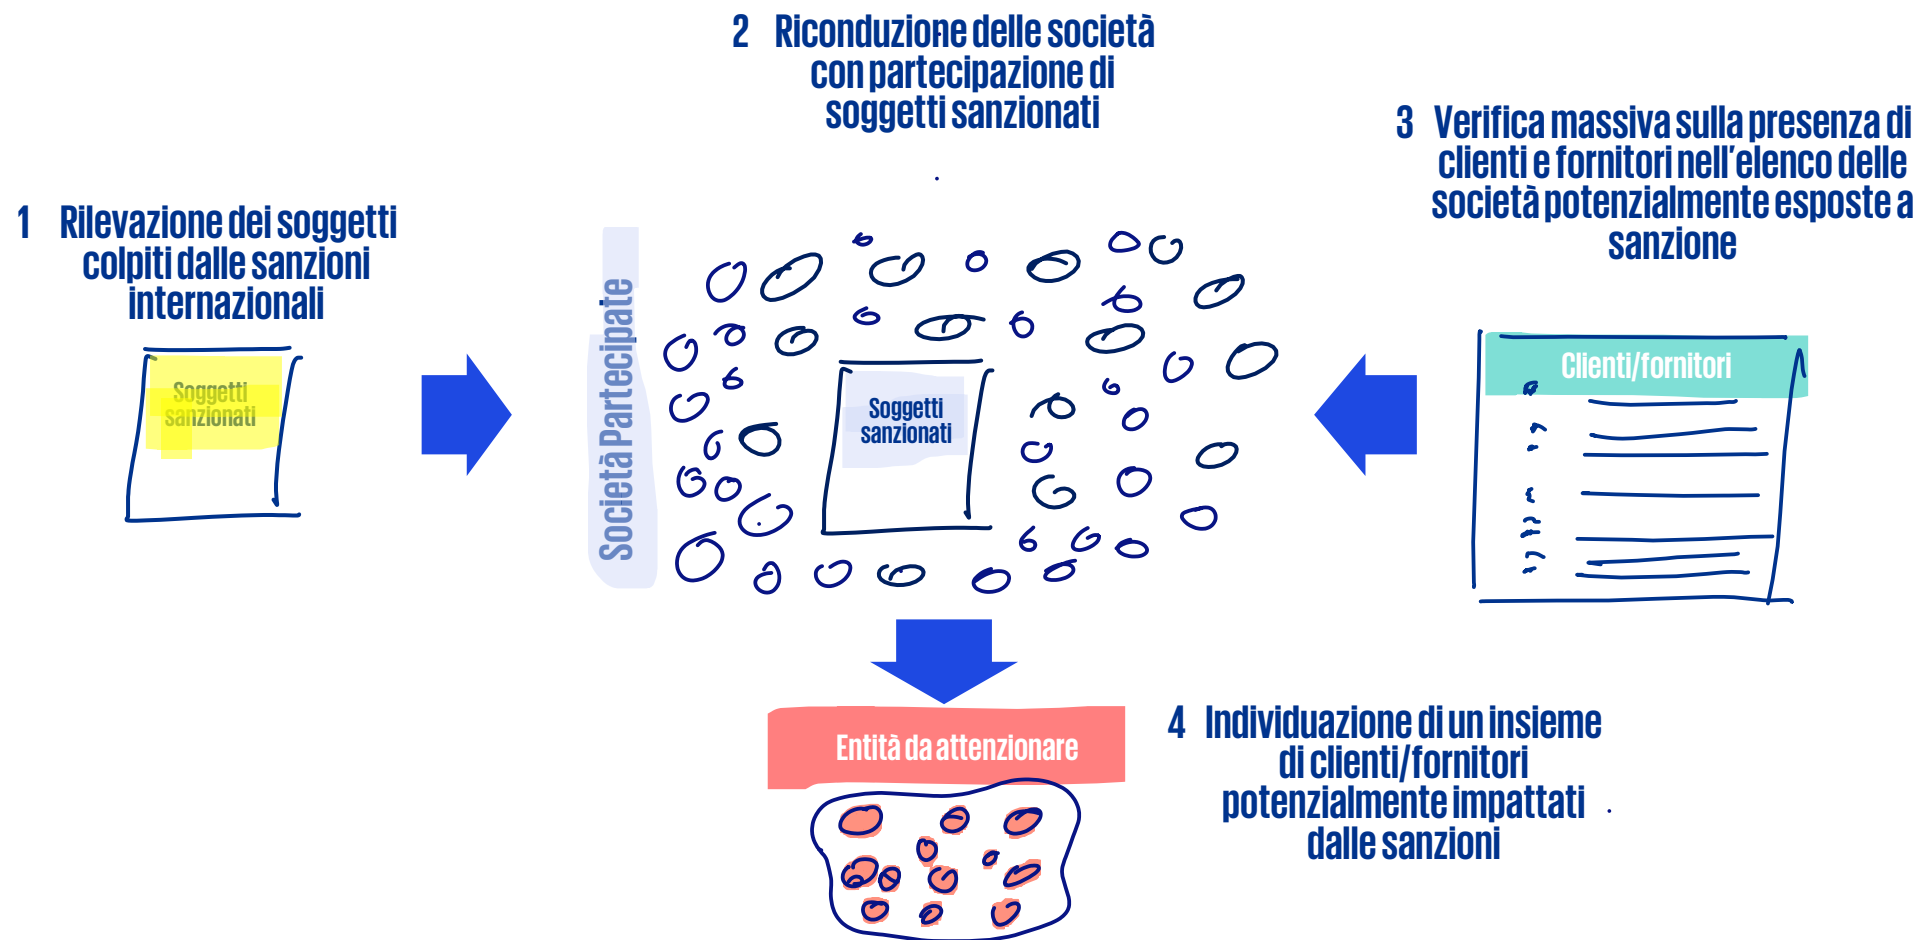 1 Rilevazione dei soggetti
colpiti dalle sanzioni
internazionali
Soggetti
sanzionati
2 Riconduzione delle società
con partecipazione di
soggetti sanzionati
Società Partecipate
Soggetti
sanzionati
3 Verifica massiva sulla presenza di
clienti e fornitori nell'elenco delle
società potenzialmente esposte a
sanzione
Clienti/fornitori
Entità da attenzionare
4 Individuazione di un insieme
di clienti/fornitori
potenzialmente impattati
dalle sanzioni